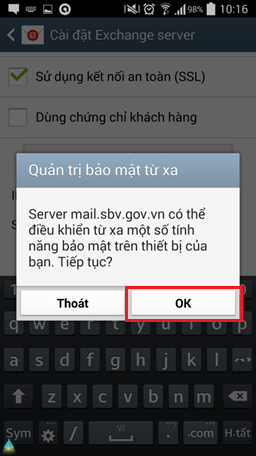 98% 10:16
Cài đặt Exchange server
Sử dụng kết nối an toàn (SSL)
Dùng chứng chỉ khách hàng
Quản trị bảo mật từ xa
Server mail.sbv.gov.vn có thể
điều khiển từ xa một số tính
năng bảo mật trên thiết bị của
bạn. Tiếp tục?
Thoát OK
q w e r t y u i o p
a s d f g h j k l
z x c v b n m
Sym / vi . .com H.tất